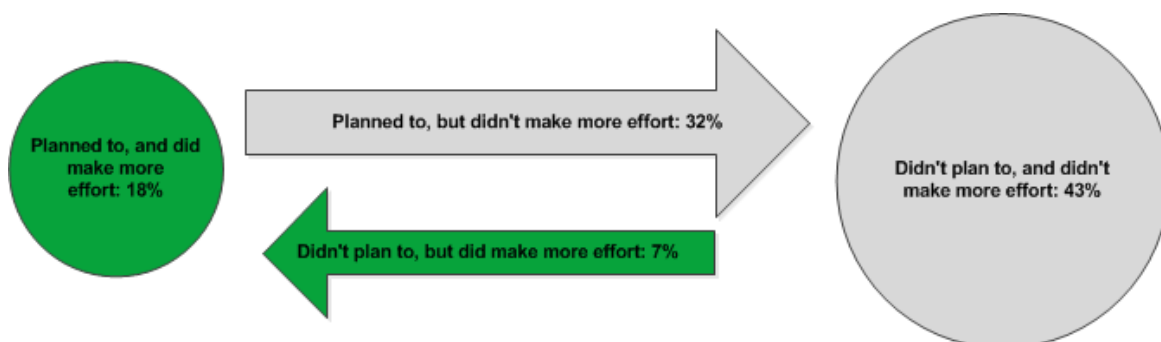 Planned to, and did
make more
effort: 18%
Planned to, but didn't make more effort: 32%
Didn't plan to, but did make more effort: 7%
Didn't plan to, and didn't
make more effort: 43%